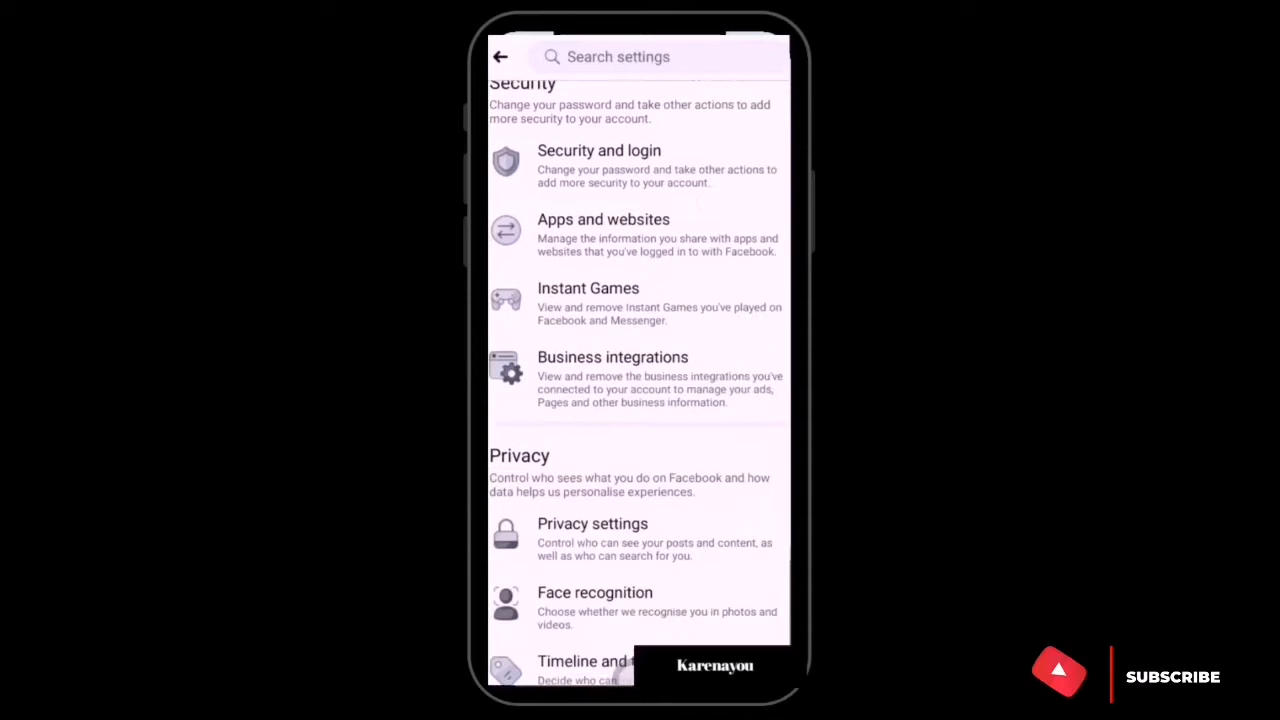 Search settings
Security
Change your password and take other actions to add
more security to your account.
Security and login
Change your password and take other actions to
add more security to your account.
Apps and websites
Manage the information you share with apps and
websites that you've logged in to with Facebook.
Instant Games
View and remove Instant Games you've played on
Facebook and Messenger.
Business integrations
View and remove the business integrations you've
connected to your account to manage your ads,
Pages and other business information.
Privacy
Control who sees what you do on Facebook and how
data helps us personalise experiences.
Privacy settings
Control who can see your posts and content, as
well as who can search for you.
Face recognition
Choose whether we recognise you in photos and
videos.
Timeline and
Decide who can
Karenayou
SUBSCRIBE